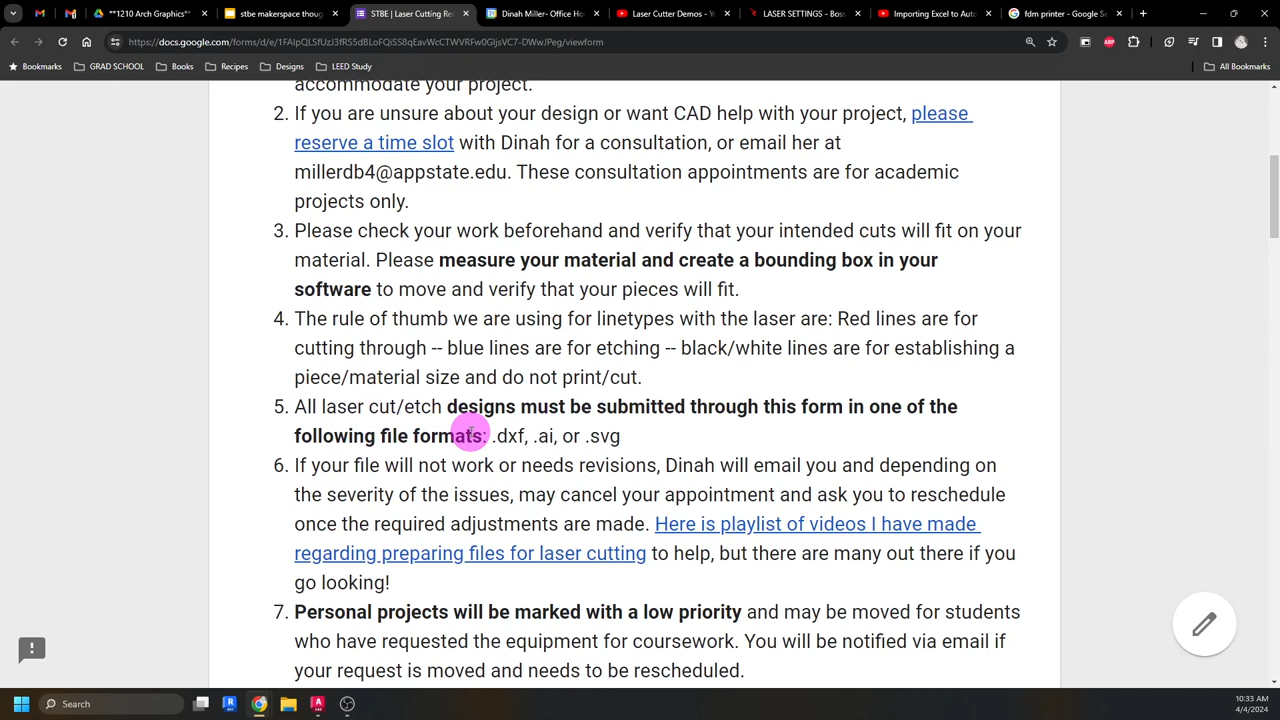 **1210 Arch Graphics*
stbe makerspace thoug
STBE | Laser Cutting Re
Dinah Miller- Office Ho
Laser Cutter Demos - Y
LASER SETTINGS - Boss
Importing Excel to Auto
fdm printer - Google Se
https://docs.google.com/forms/d/e/1FAIpQLSfUzJ3fRS5dBLoFQiSS8qEavWcCTWVRFw0GIjsVC7-DWwJPeg/viewform
Bookmarks
GRAD SCHOOL
Books
Recipes
Designs
LEED Study
All Bookmarks
accommodate your project.
2. If you are unsure about your design or want CAD help with your project, please
reserve a time slot with Dinah for a consultation, or email her at
millerdb4@appstate.edu. These consultation appointments are for academic
projects only.
3. Please check your work beforehand and verify that your intended cuts will fit on your
material. Please measure your material and create a bounding box in your
software to move and verify that your pieces will fit.
4. The rule of thumb we are using for linetypes with the laser are: Red lines are for
cutting through -- blue lines are for etching -- black/white lines are for establishing a
piece/material size and do not print/cut.
5. All laser cut/etch designs must be submitted through this form in one of the
following file formats: .dxf, .ai, or .svg
6. If your file will not work or needs revisions, Dinah will email you and depending on
the severity of the issues, may cancel your appointment and ask you to reschedule
once the required adjustments are made. Here is playlist of videos I have made
regarding preparing files for laser cutting to help, but there are many out there if you
go looking!
7. Personal projects will be marked with a low priority and may be moved for students
who have requested the equipment for coursework. You will be notified via email if
your request is moved and needs to be rescheduled.
Search
10:33 AM
4/4/2024